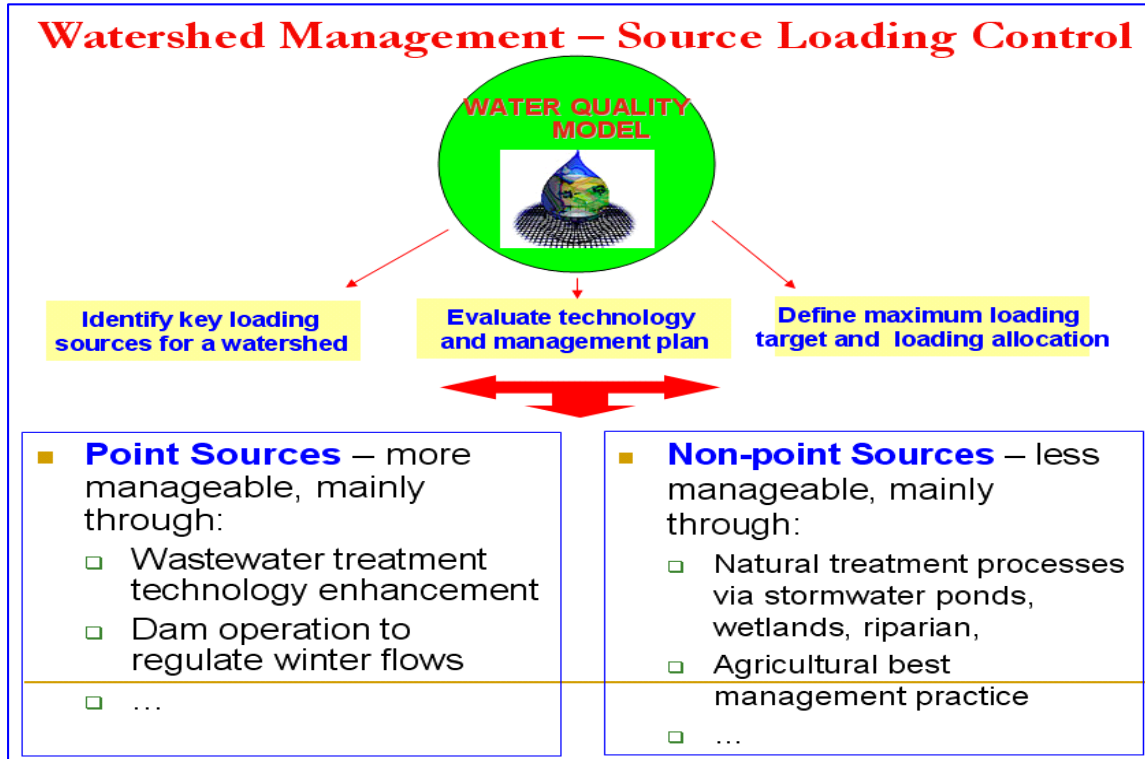 Watershed Management – Source Loading Control
WATER QUALITY
MODEL
Identify key loading
sources for a watershed
Evaluate technology
and management plan
Define maximum loading
target and loading allocation
Point Sources – more
manageable, mainly
through:
Wastewater treatment
technology enhancement
Dam operation to
regulate winter flows
...
Non-point Sources – less
manageable, mainly
through:
Natural treatment processes
via stormwater ponds,
wetlands, riparian,
Agricultural best
management practice
...